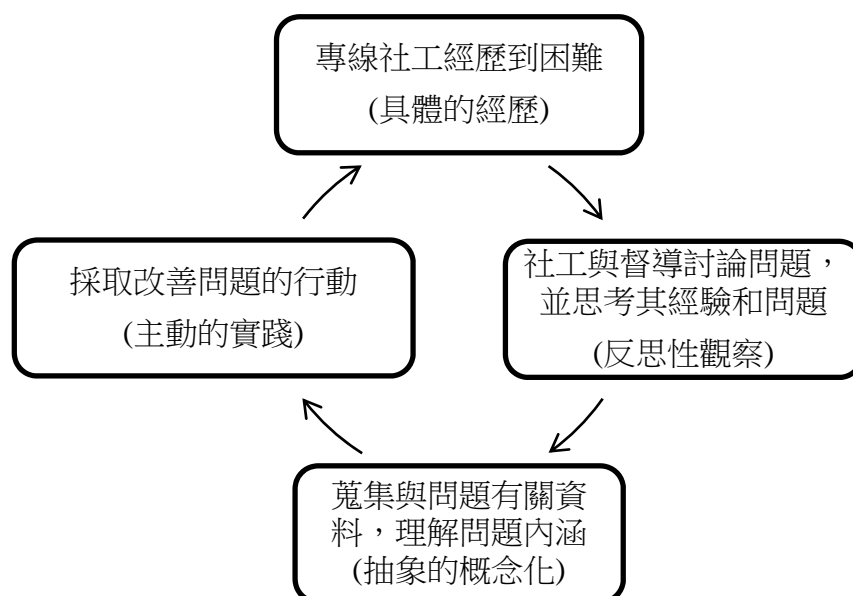 專線社工經歷到困難
(具體的經歷)
社工與督導討論問題，
並思考其經驗和問題
(反思性觀察)
採取改善問題的行動
(主動的實踐)
蒐集與問題有關資
料，理解問題內涵
(抽象的概念化)